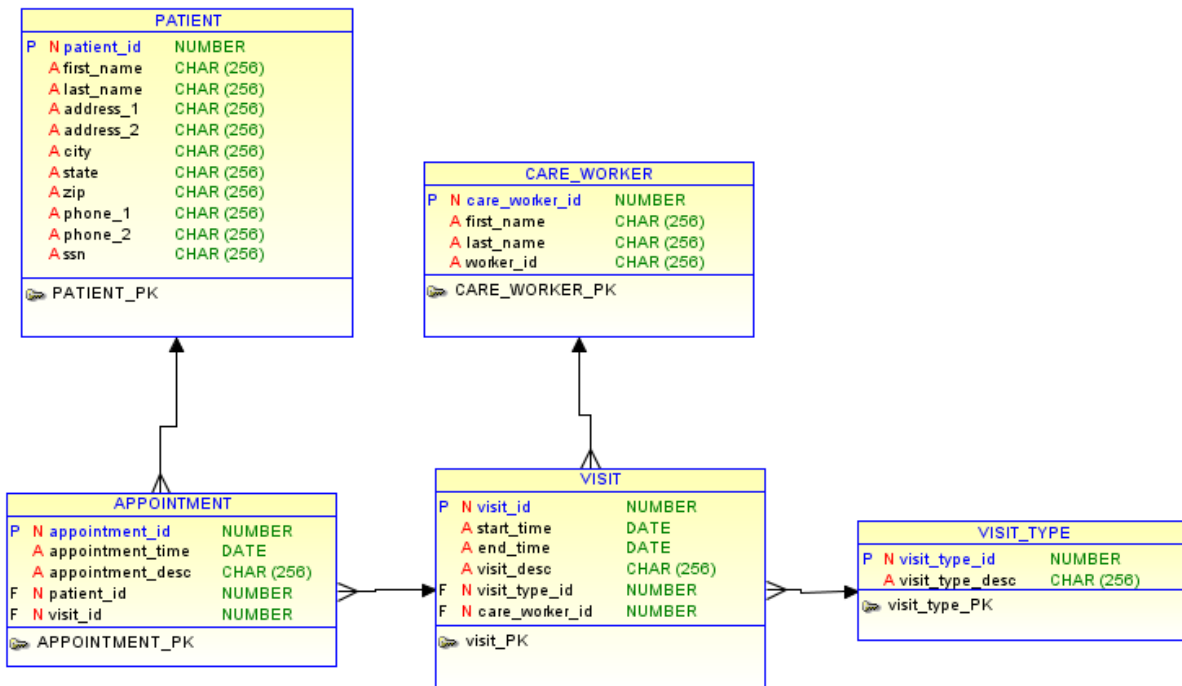 PATIENT
P N patient_id NUMBER
A first_name CHAR (256)
A last_name CHAR (256)
A address_1 CHAR (256)
A address_2 CHAR (256)
A city CHAR (256)
A state CHAR (256)
A zip CHAR (256)
A phone_1 CHAR (256)
A phone_2 CHAR (256)
A ssn CHAR (256)
PATIENT_PK
CARE_WORKER
P N care_worker_id NUMBER
A first_name CHAR (256)
A last_name CHAR (256)
A worker_id CHAR (256)
CARE_WORKER_PK
APPOINTMENT
P N appointment_id NUMBER
A appointment_time DATE
A appointment_desc CHAR (256)
F N patient_id NUMBER
F N visit_id NUMBER
APPOINTMENT_PK
VISIT
P N visit_id NUMBER
A start_time DATE
A end_time DATE
A visit_desc CHAR (256)
F N visit_type_id NUMBER
F N care_worker_id NUMBER
visit_PK
VISIT_TYPE
P N visit_type_id NUMBER
A visit_type_desc CHAR (256)
visit_type_PK